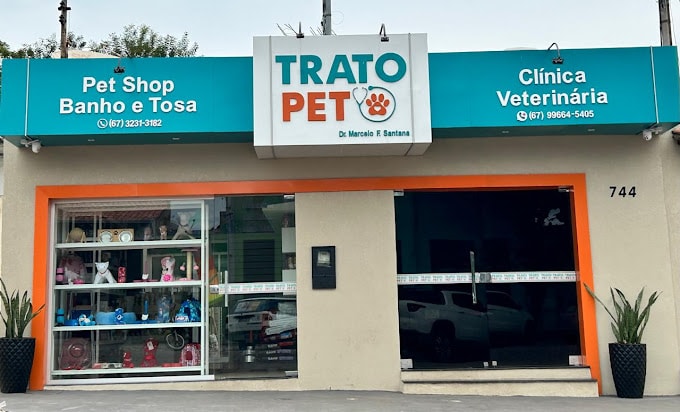 Pet Shop
Banho e Tosa
(67) 3231-3182
TRATO
PET
Dr. Marcelo F. Santana
Clínica
Veterinária
(67) 99664-5405
744